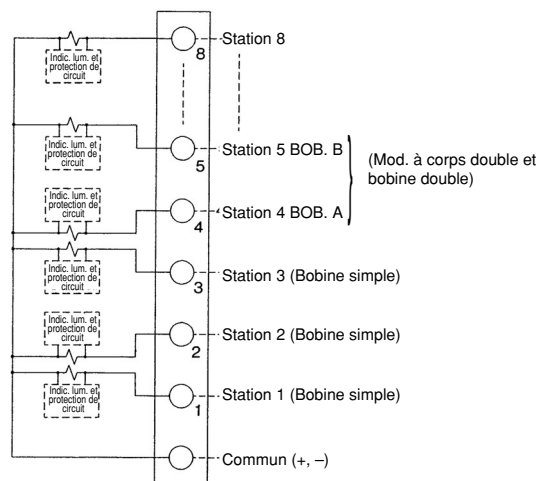 Indic. lum. et
protection de
circuit
8
Station 8
Indic. lum. et
protection de
circuit
5
Station 5 BOB. B
(Mod. à corps double et
bobine double)
Indic. lum. et
protection de
circuit
4
Station 4 BOB. A
Indic. lum. et
protection de
circuit
3
Station 3 (Bobine simple)
Indic. lum. et
protection de
circuit
2
Station 2 (Bobine simple)
Indic. lum. et
protection de
circuit
1
Station 1 (Bobine simple)
Commun (+, –)